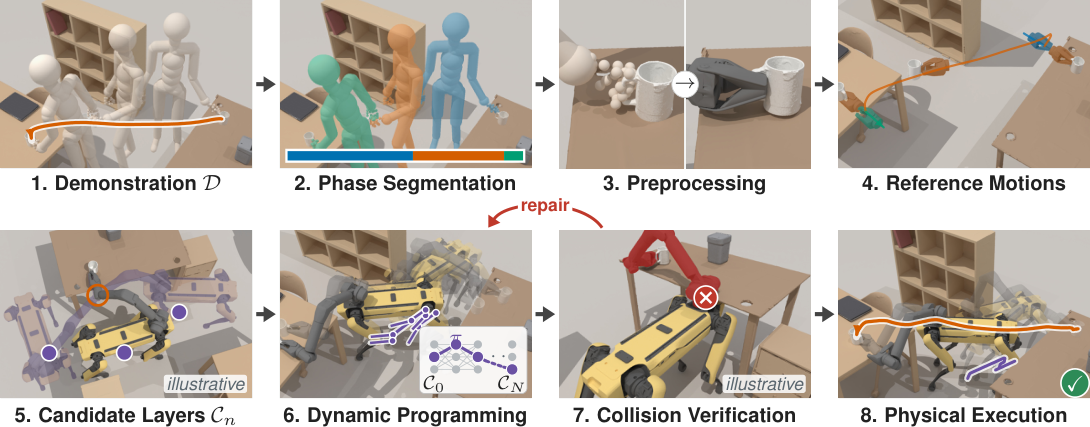 1. Demonstration 𝒟
2. Phase Segmentation
3. Preprocessing
4. Reference Motions
repair
illustrative
𝒞₀
𝒞_N
π
illustrative
5. Candidate Layers 𝒞ₙ
6. Dynamic Programming
7. Collision Verification
8. Physical Execution